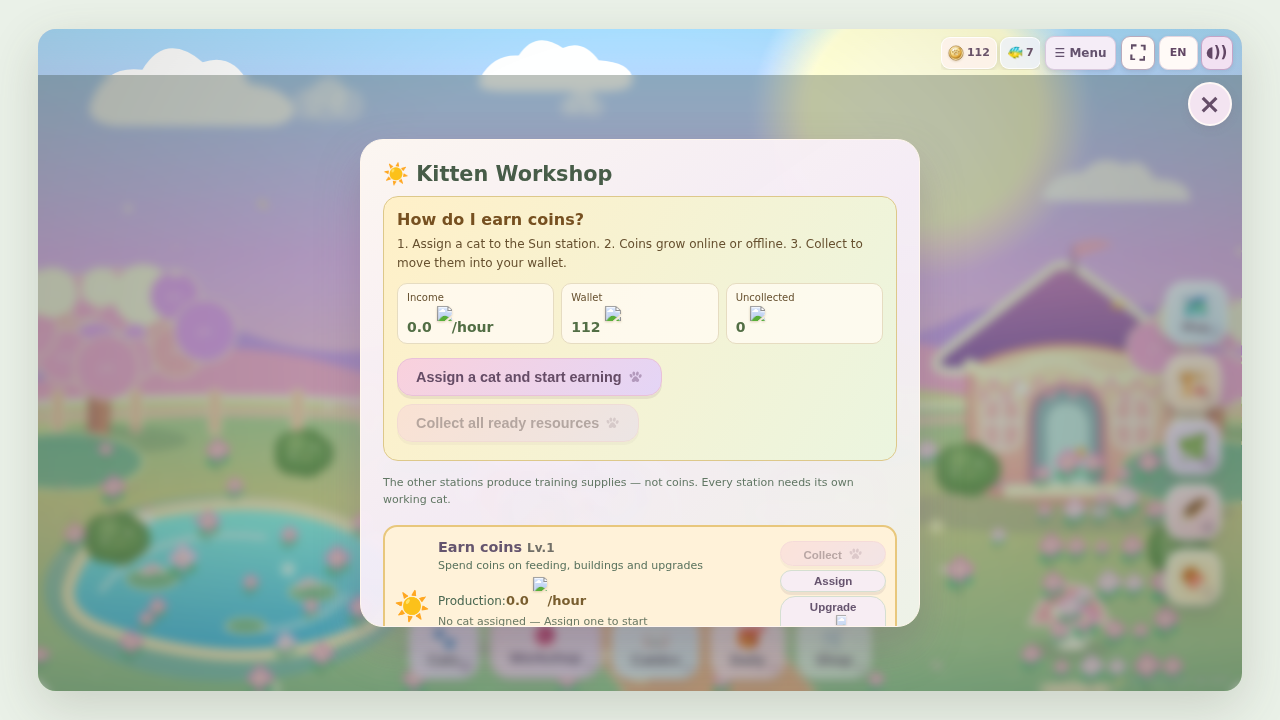 112
7
☰ Menu
EN
Kitten Workshop
How do I earn coins?
1. Assign a cat to the Sun station. 2. Coins grow online or offline. 3. Collect to
move them into your wallet.
Income
0.0 /hour
Wallet
112
Uncollected
0
Assign a cat and start earning
Collect all ready resources
The other stations produce training supplies — not coins. Every station needs its own
working cat.
Earn coins Lv.1
Spend coins on feeding, buildings and upgrades
Production:0.0 /hour
No cat assigned — Assign one to start
Collect
Assign
Upgrade